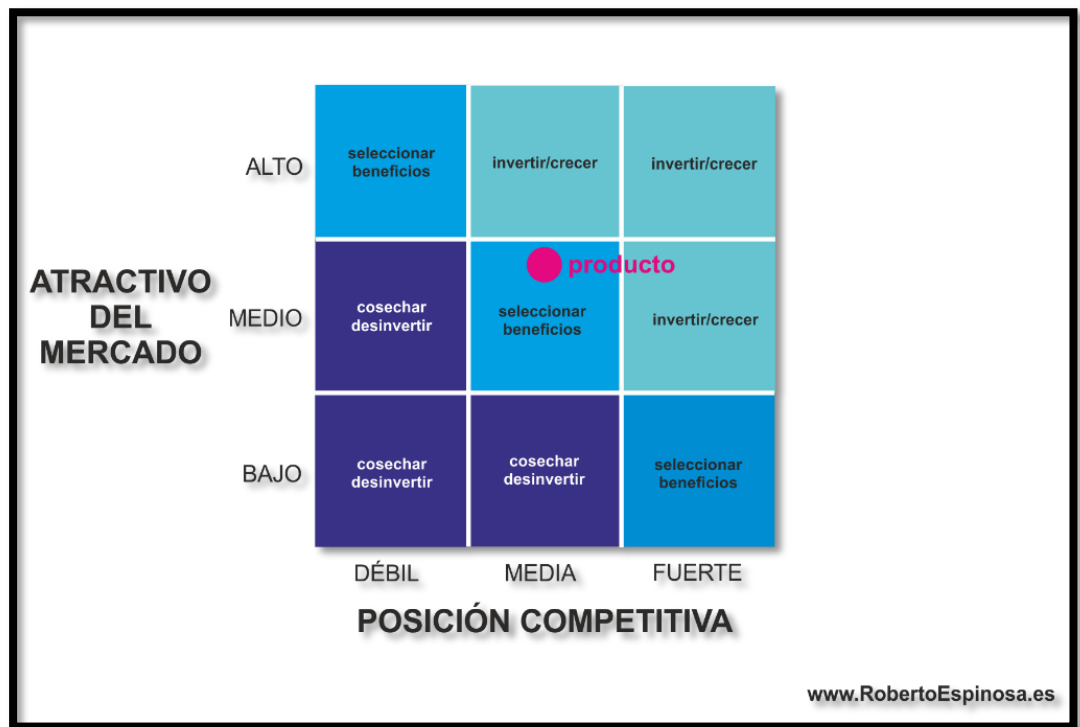 ATRACTIVO
DEL
MERCADO
ALTO
seleccionar
beneficios
invertir/crecer
invertir/crecer
MEDIO
cosechar
desinvertir
producto
seleccionar
beneficios
invertir/crecer
BAJO
cosechar
desinvertir
cosechar
desinvertir
seleccionar
beneficios
DÉBIL
MEDIA
FUERTE
POSICIÓN COMPETITIVA
www.RobertoEspinosa.es